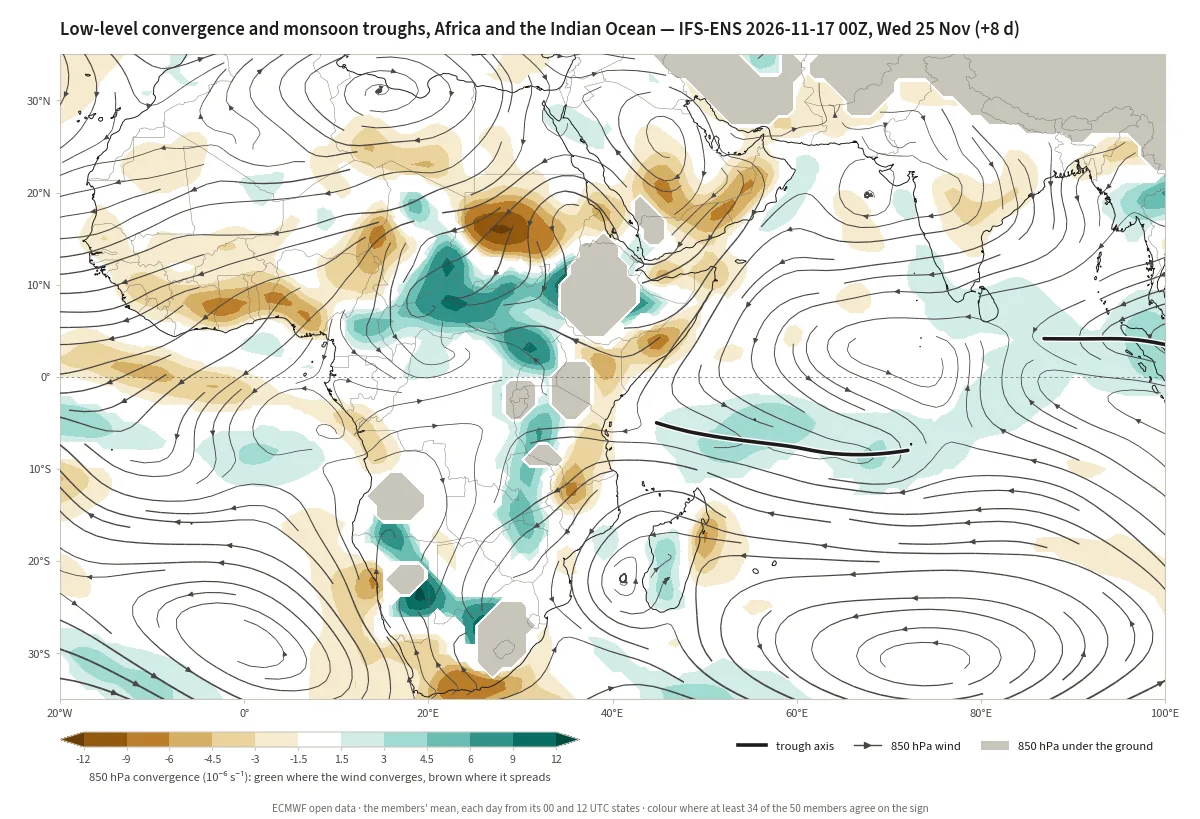 Low-level convergence and monsoon troughs, Africa and the Indian Ocean — IFS-ENS 2026-11-17 00Z, Wed 25 Nov (+8 d)
30°N
20°N
10°N
0°
10°S
20°S
30°S
20°W 0° 20°E 40°E 60°E 80°E 100°E
-12 -9 -6 -4.5 -3 -1.5 1.5 3 4.5 6 9 12
850 hPa convergence (10⁻⁶ s⁻¹): green where the wind converges, brown where it spreads
trough axis 850 hPa wind 850 hPa under the ground
ECMWF open data · the members' mean, each day from its 00 and 12 UTC states · colour where at least 34 of the 50 members agree on the sign